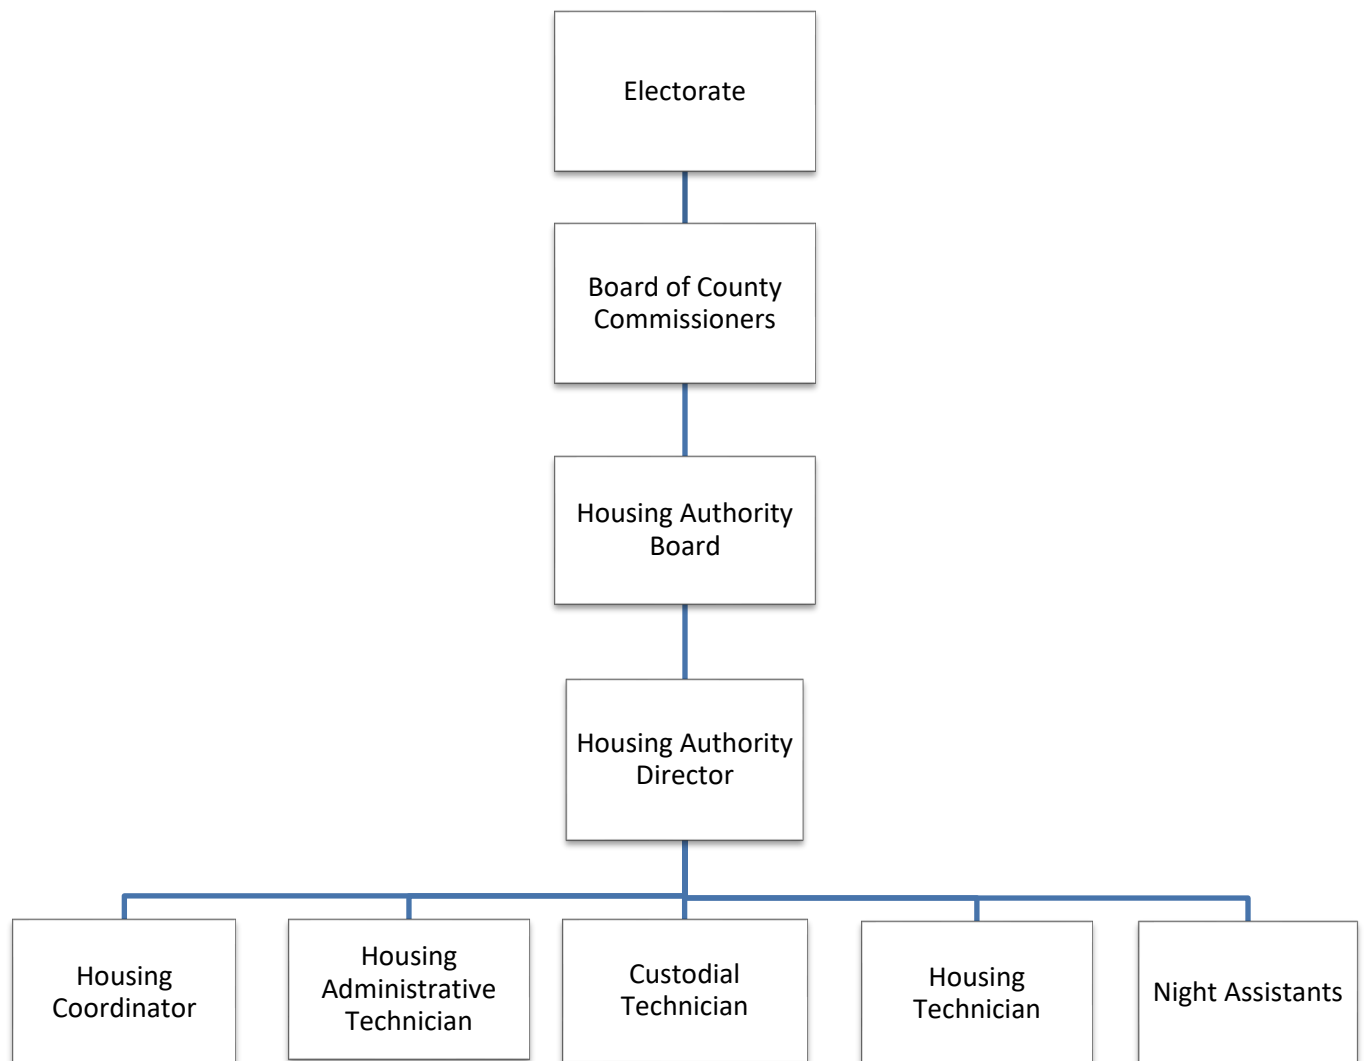 Electorate
Board of County
Commissioners
Housing Authority
Board
Housing Authority
Director
Housing
Coordinator
Housing
Administrative
Technician
Custodial
Technician
Housing
Technician
Night Assistants